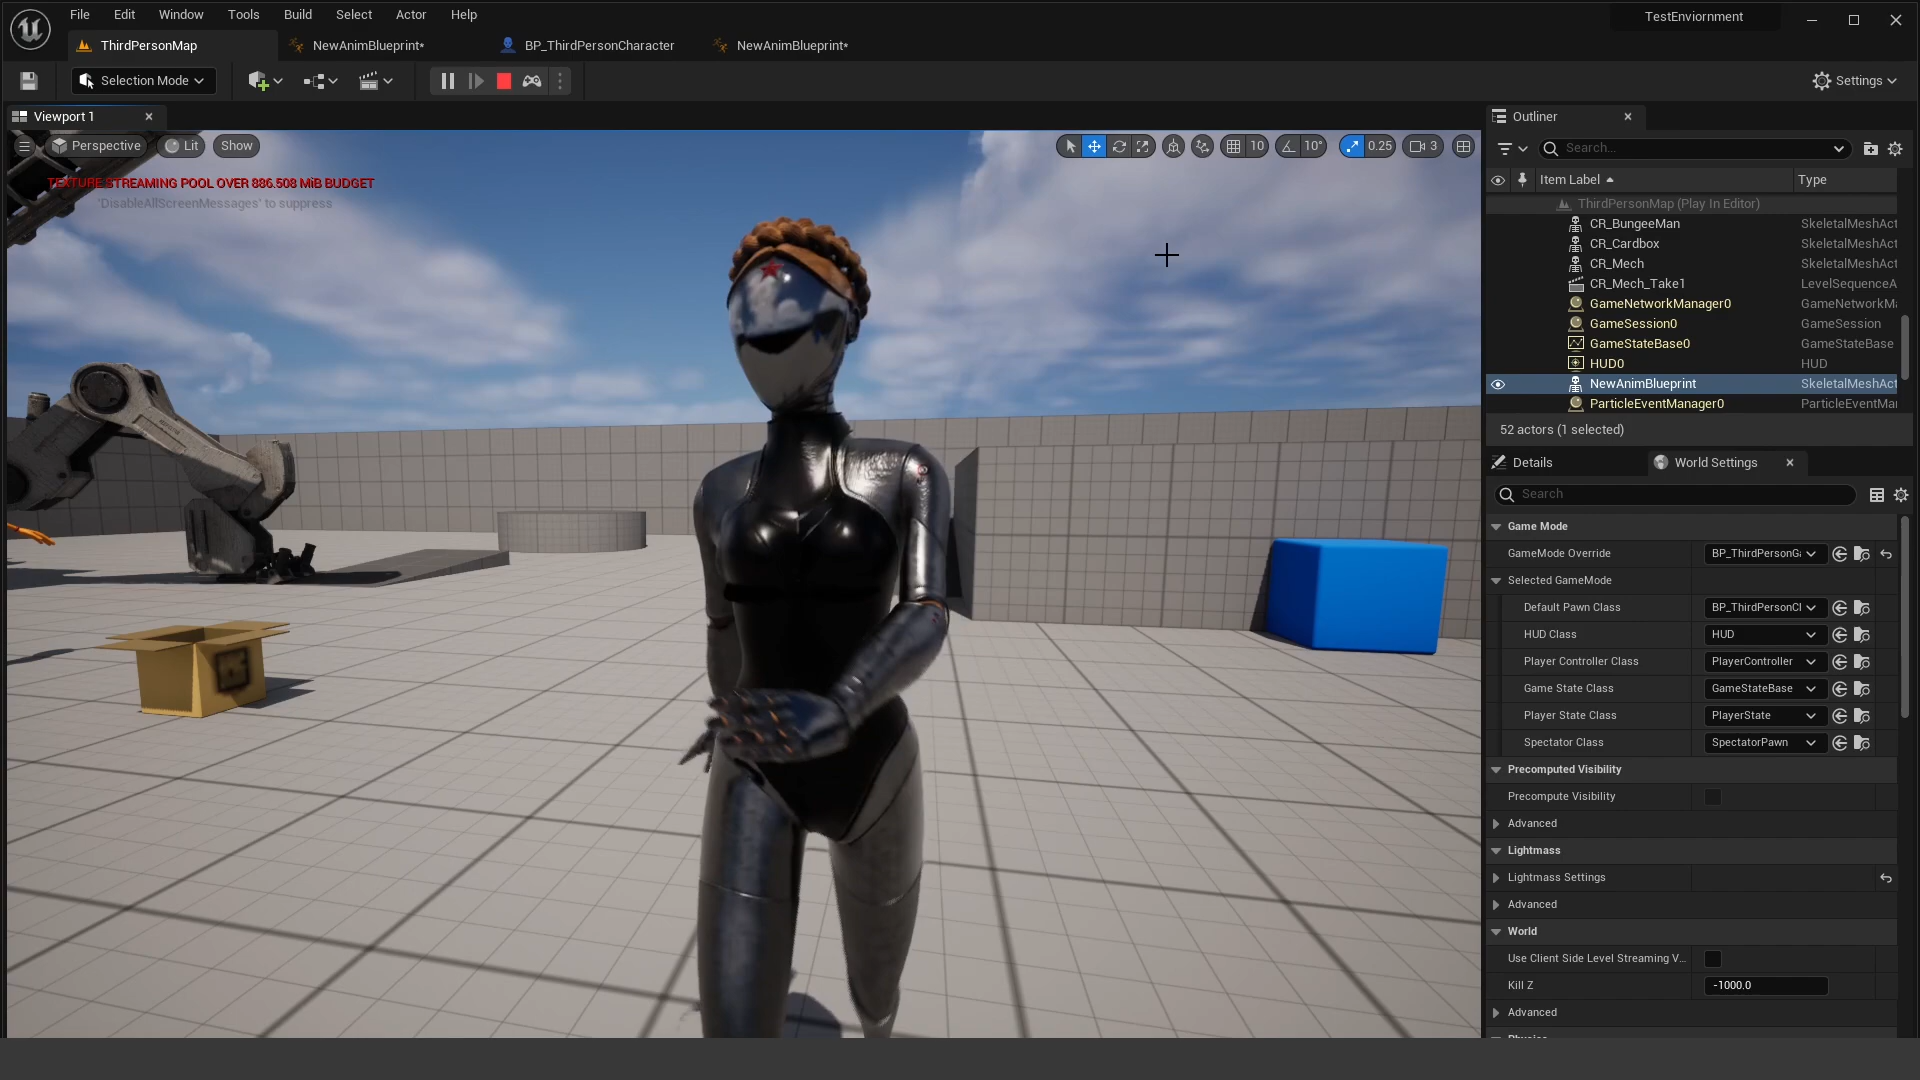 File Edit Window Tools Build Select Actor Help
TestEnviornment
ThirdPersonMap
NewAnimBlueprint*
BP_ThirdPersonCharacter
NewAnimBlueprint*
Selection Mode
Settings
Viewport 1
Outliner
Perspective
Lit
Show
10
10°
0.25
3
Search...
TEXTURE STREAMING POOL OVER 886.508 MiB BUDGET
'DisableAllScreenMessages' to suppress
Item Label
Type
ThirdPersonMap (Play In Editor)
CR_BungeeMan SkeletalMeshAct
CR_Cardbox SkeletalMeshAct
CR_Mech SkeletalMeshAct
CR_Mech_Take1 LevelSequenceA
GameNetworkManager0 GameNetworkMa
GameSession0 GameSession
GameStateBase0 GameStateBase
HUD0 HUD
NewAnimBlueprint SkeletalMeshAct
ParticleEventManager0 ParticleEventMar
52 actors (1 selected)
Details
World Settings
Search
Game Mode
GameMode Override BP_ThirdPersonGa
Selected GameMode
Default Pawn Class BP_ThirdPersonCl
HUD Class HUD
Player Controller Class PlayerController
Game State Class GameStateBase
Player State Class PlayerState
Spectator Class SpectatorPawn
Precomputed Visibility
Precompute Visibility
Advanced
Lightmass
Lightmass Settings
Advanced
World
Use Client Side Level Streaming V...
Kill Z -1000.0
Advanced